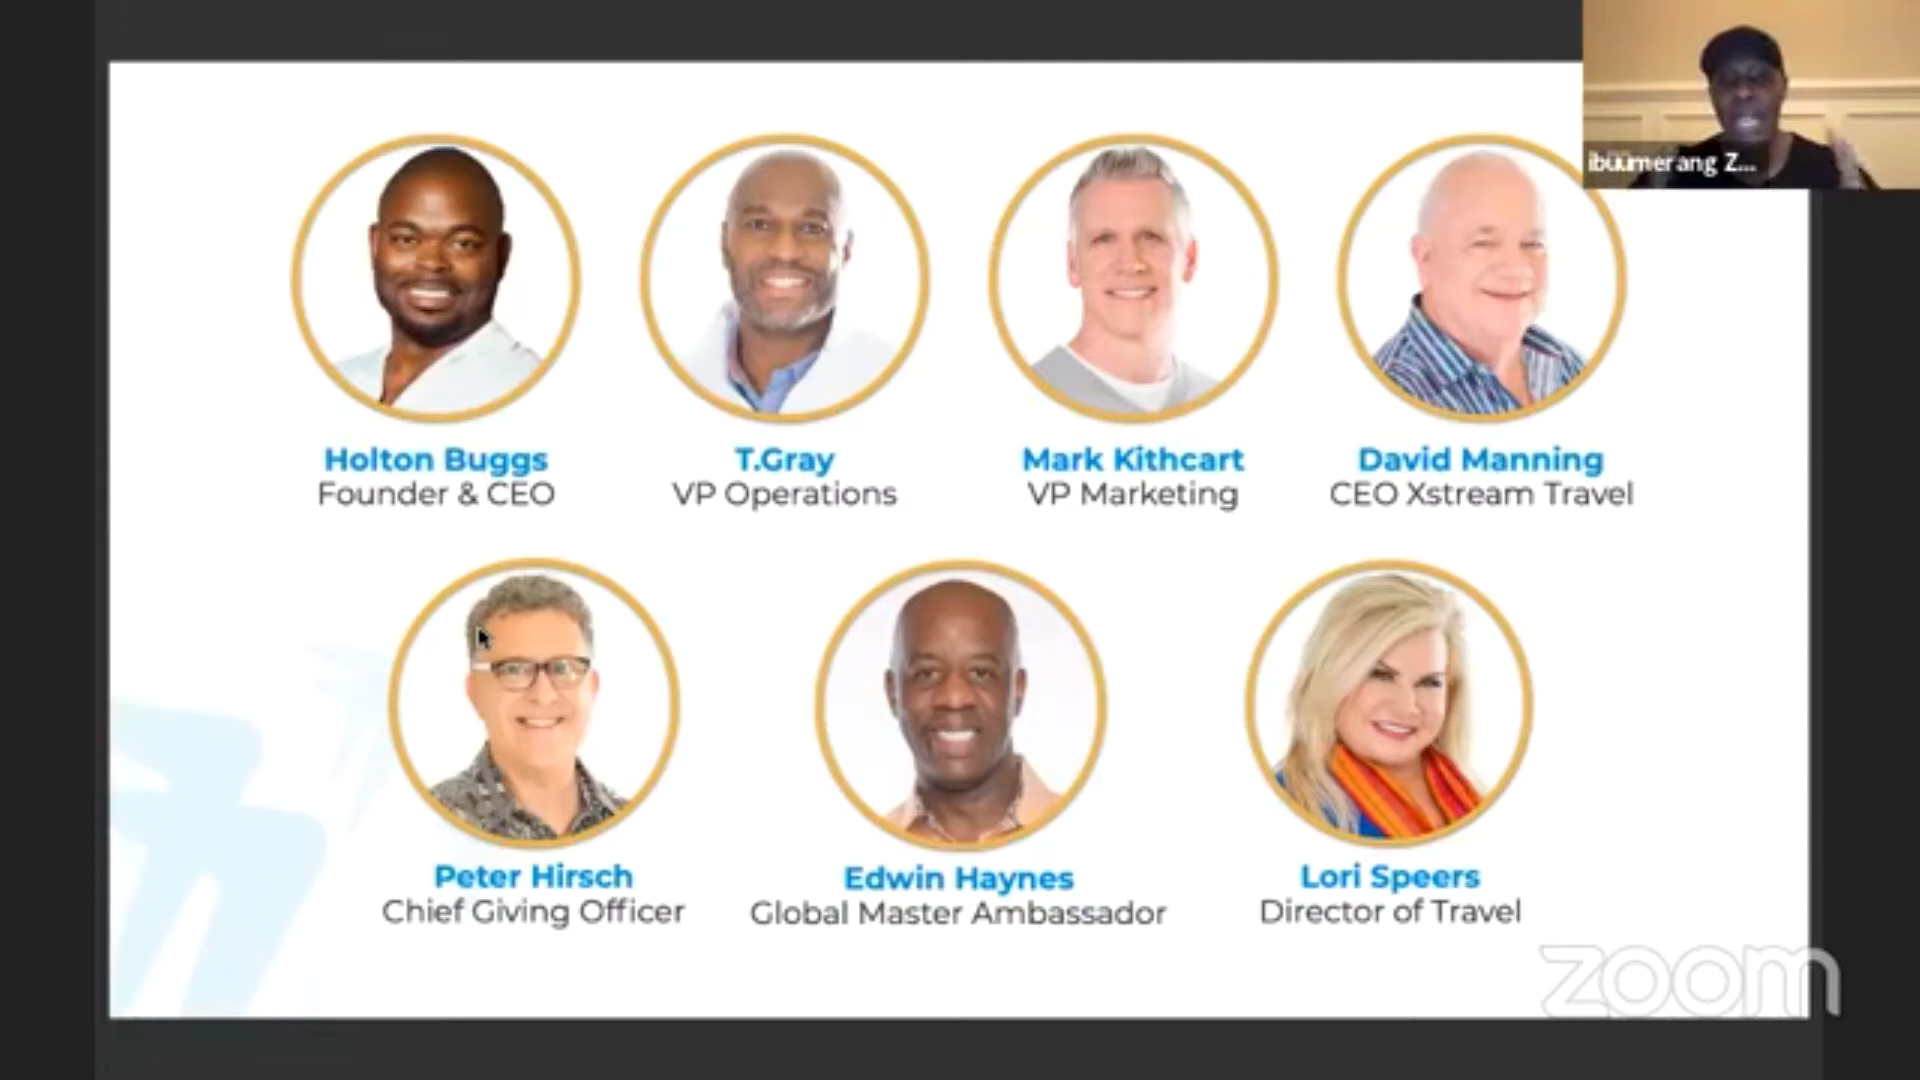 ibüümerang Z...
Holton Buggs
Founder & CEO
T.Gray
VP Operations
Mark Kithcart
VP Marketing
David Manning
CEO Xstream Travel
Peter Hirsch
Chief Giving Officer
Edwin Haynes
Global Master Ambassador
Lori Speers
Director of Travel
zoom